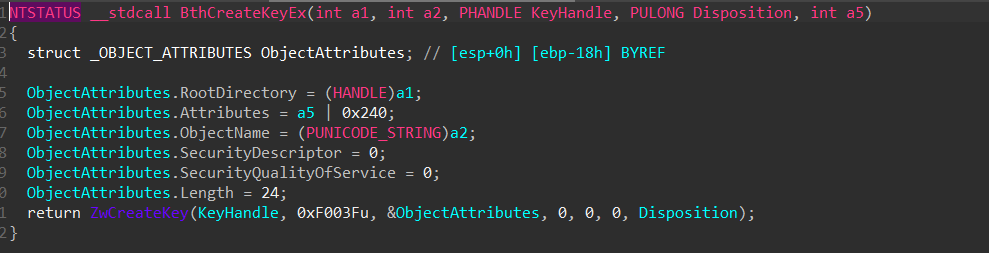 1 NTSTATUS __stdcall BthCreateKeyEx(int a1, int a2, PHANDLE KeyHandle, PULONG Disposition, int a5)
2 {
3   struct _OBJECT_ATTRIBUTES ObjectAttributes; // [esp+0h] [ebp-18h] BYREF
4
5   ObjectAttributes.RootDirectory = (HANDLE)a1;
6   ObjectAttributes.Attributes = a5 | 0x240;
7   ObjectAttributes.ObjectName = (PUNICODE_STRING)a2;
8   ObjectAttributes.SecurityDescriptor = 0;
9   ObjectAttributes.SecurityQualityOfService = 0;
0   ObjectAttributes.Length = 24;
1   return ZwCreateKey(KeyHandle, 0xF003Fu, &ObjectAttributes, 0, 0, 0, Disposition);
2 }